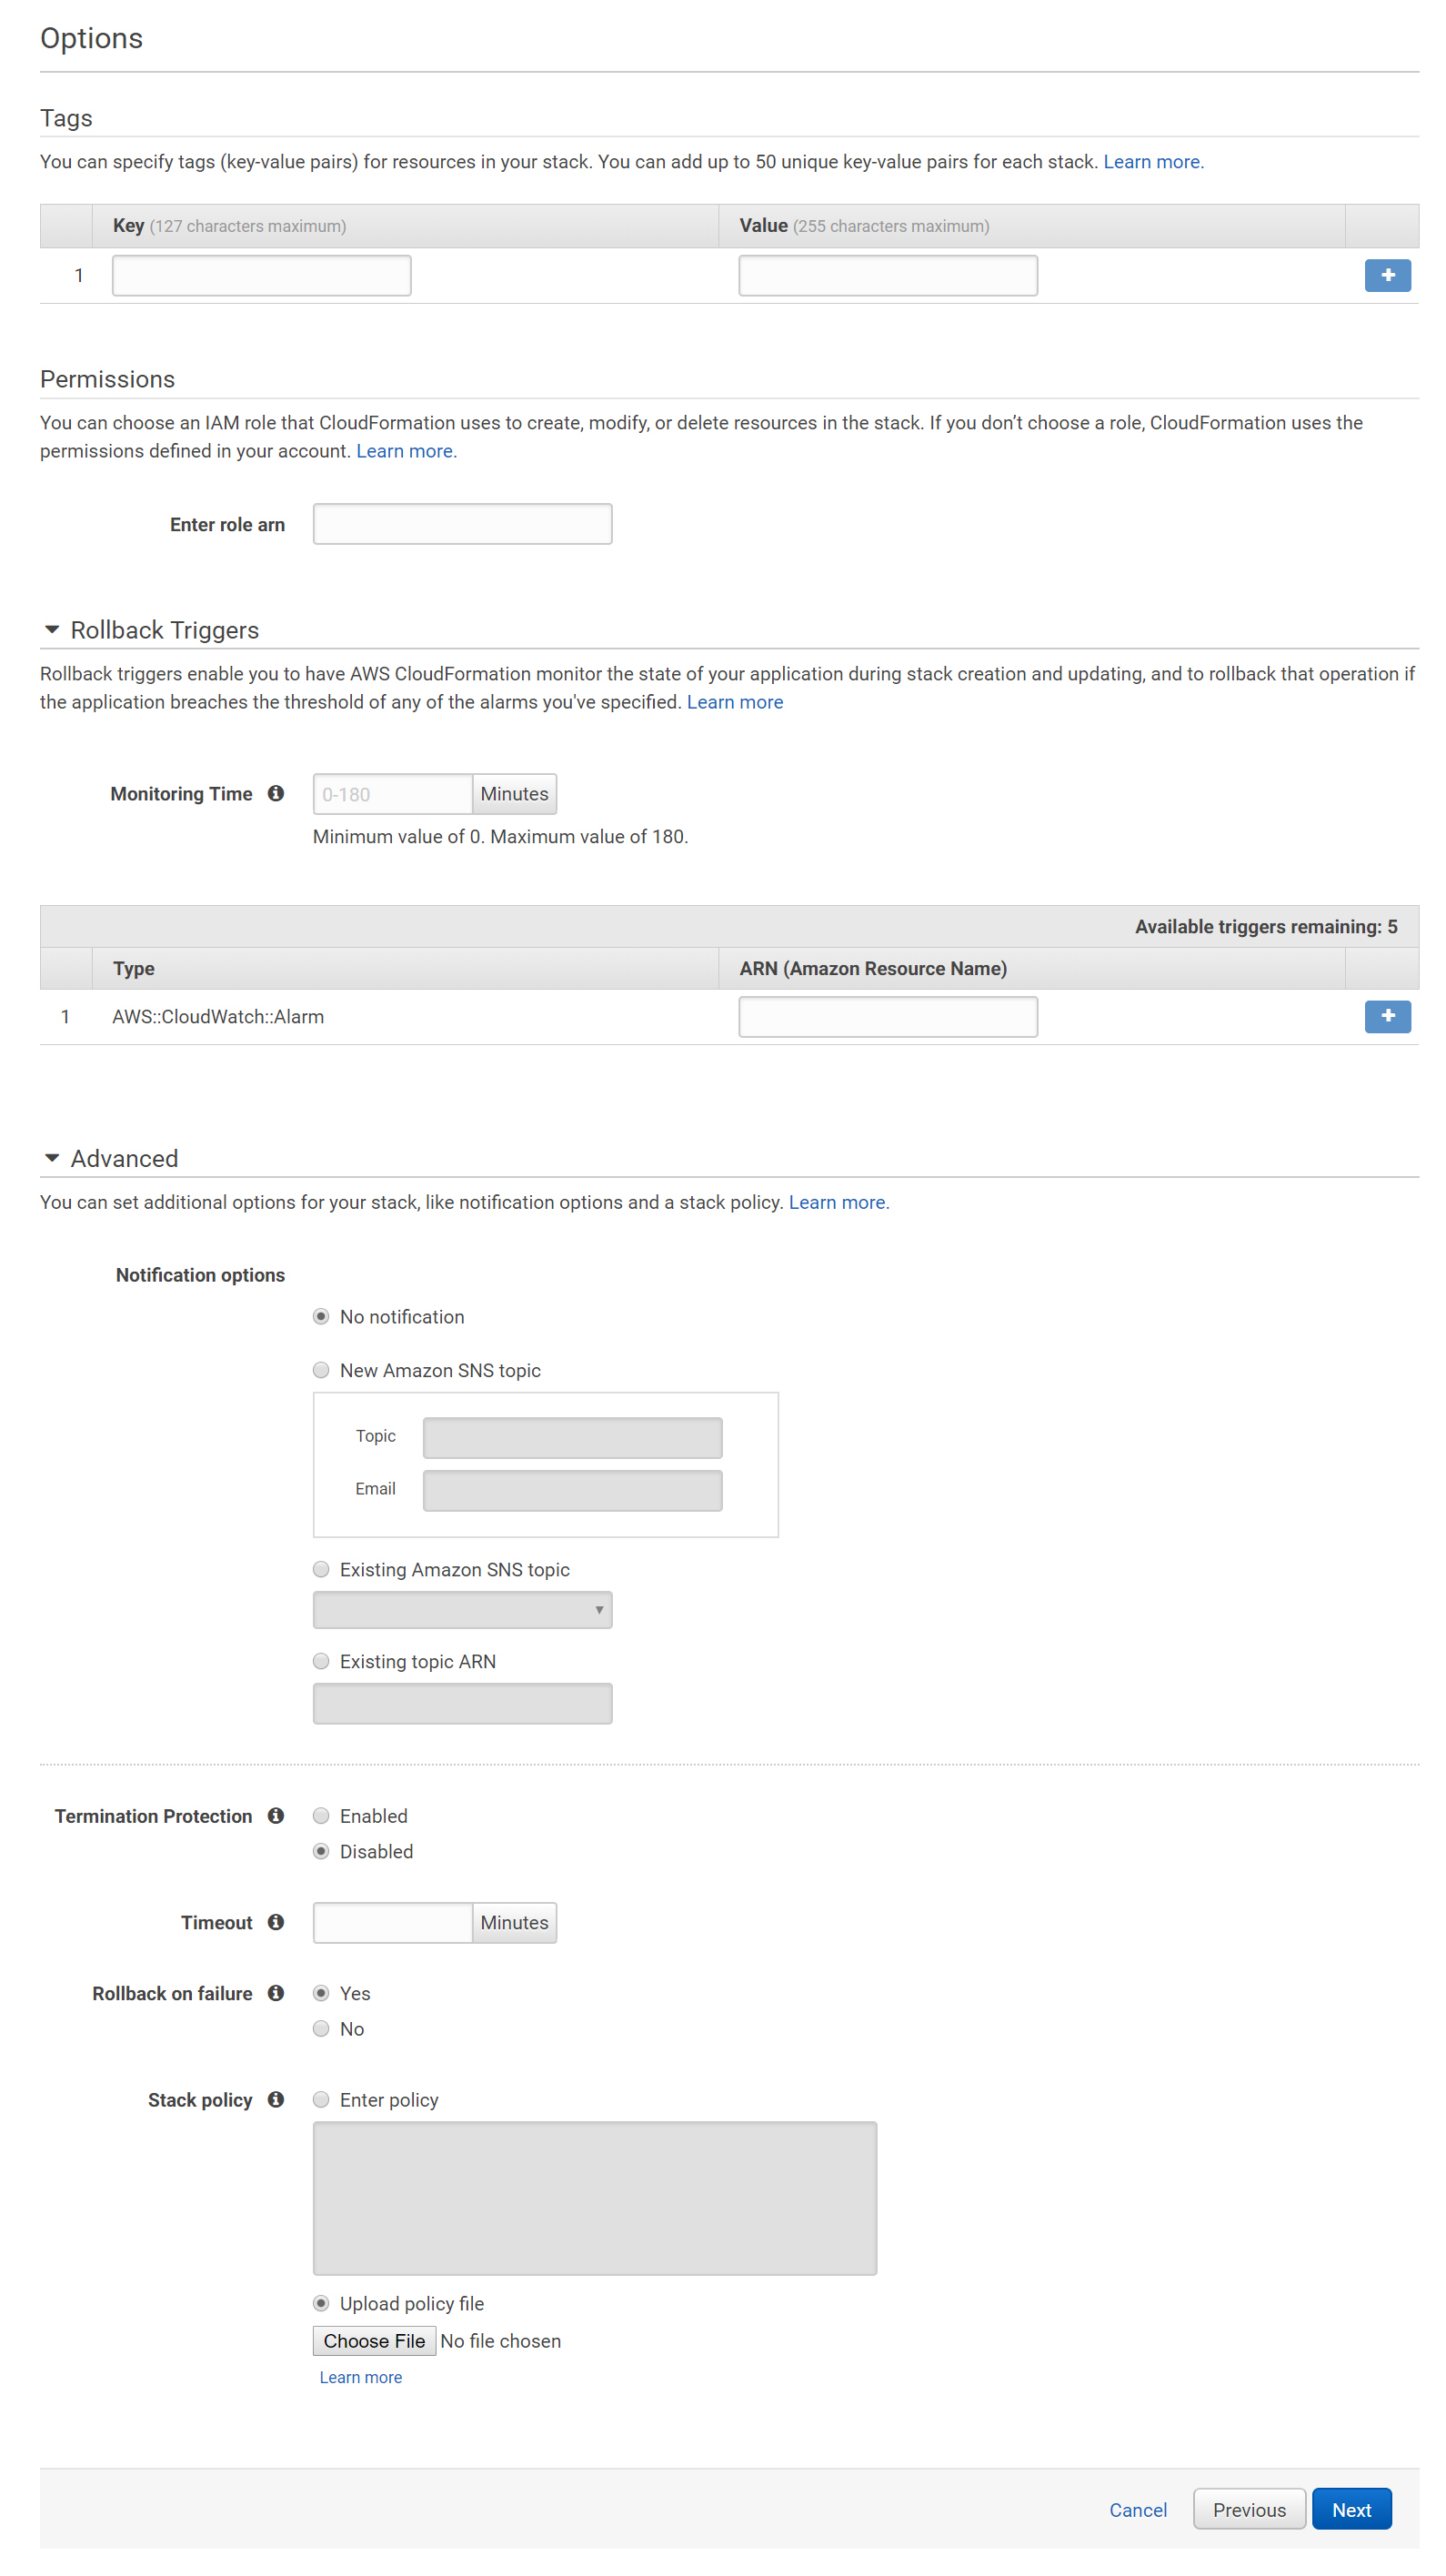 Options
Tags
You can specify tags (key-value pairs) for resources in your stack. You can add up to 50 unique key-value pairs for each stack. Learn more.
Key (127 characters maximum) Value (255 characters maximum)
1
Permissions
You can choose an IAM role that CloudFormation uses to create, modify, or delete resources in the stack. If you don’t choose a role, CloudFormation uses the
permissions defined in your account. Learn more.
Enter role arn
Rollback Triggers
Rollback triggers enable you to have AWS CloudFormation monitor the state of your application during stack creation and updating, and to rollback that operation if
the application breaches the threshold of any of the alarms you've specified. Learn more
Monitoring Time 0-180 Minutes
Minimum value of 0. Maximum value of 180.
Available triggers remaining: 5
Type ARN (Amazon Resource Name)
1 AWS::CloudWatch::Alarm
Advanced
You can set additional options for your stack, like notification options and a stack policy. Learn more.
Notification options
No notification
New Amazon SNS topic
Topic
Email
Existing Amazon SNS topic
Existing topic ARN
Termination Protection Enabled
Disabled
Timeout Minutes
Rollback on failure Yes
No
Stack policy Enter policy
Upload policy file
Choose File No file chosen
Learn more
Cancel Previous Next